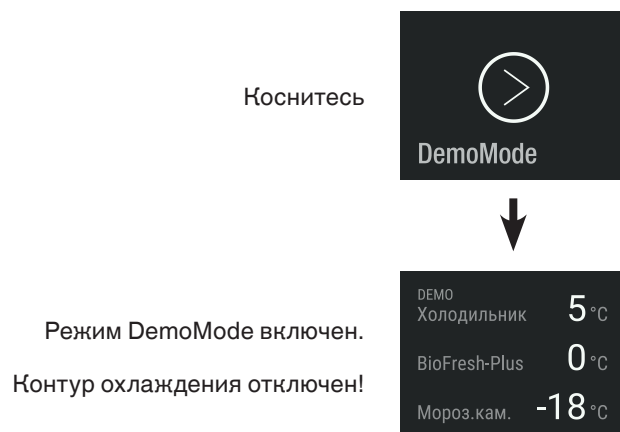 Коснитесь
DemoMode
DEMO
Холодильник 5 °C
Режим DemoMode включен.
BioFresh-Plus 0 °C
Контур охлаждения отключен!
Мороз.кам. -18 °C